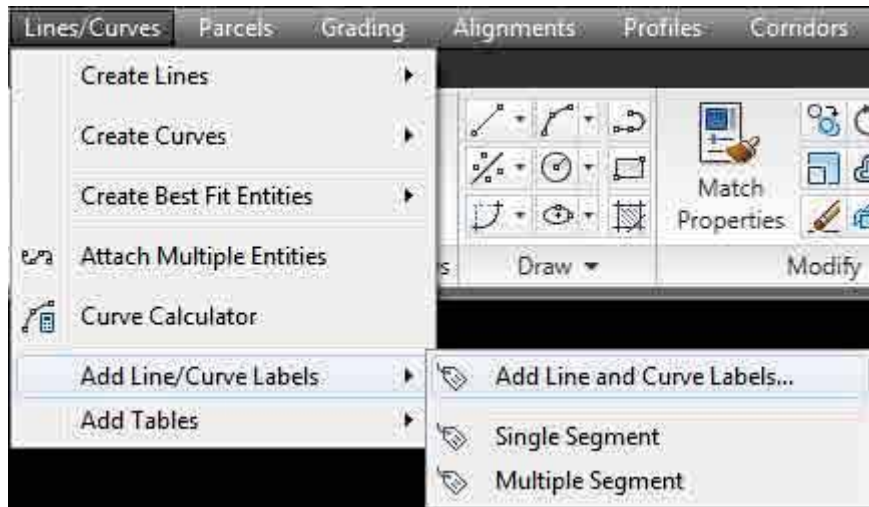 Lines/Curves Parcels Grading Alignments Profiles Corridors
Create Lines
Create Curves
Create Best Fit Entities
Attach Multiple Entities
Curve Calculator
Add Line/Curve Labels
Add Tables
Add Line and Curve Labels...
Single Segment
Multiple Segment
Match
Properties
Draw
Modify